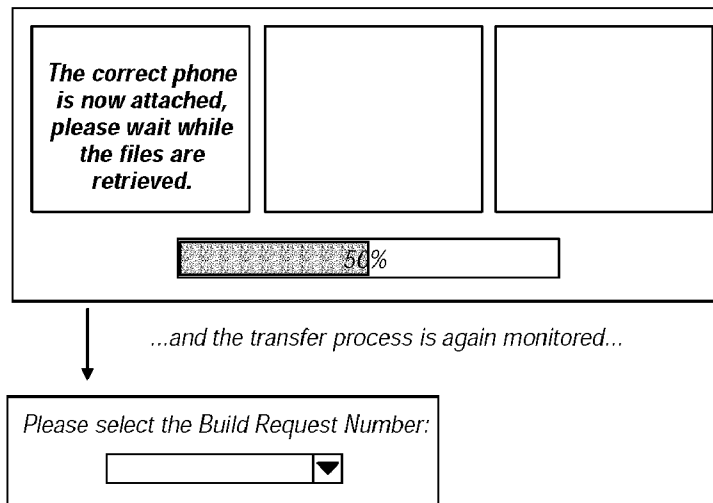 The correct phone
is now attached,
please wait while
the files are
retrieved.
50%
...and the transfer process is again monitored...
Please select the Build Request Number: